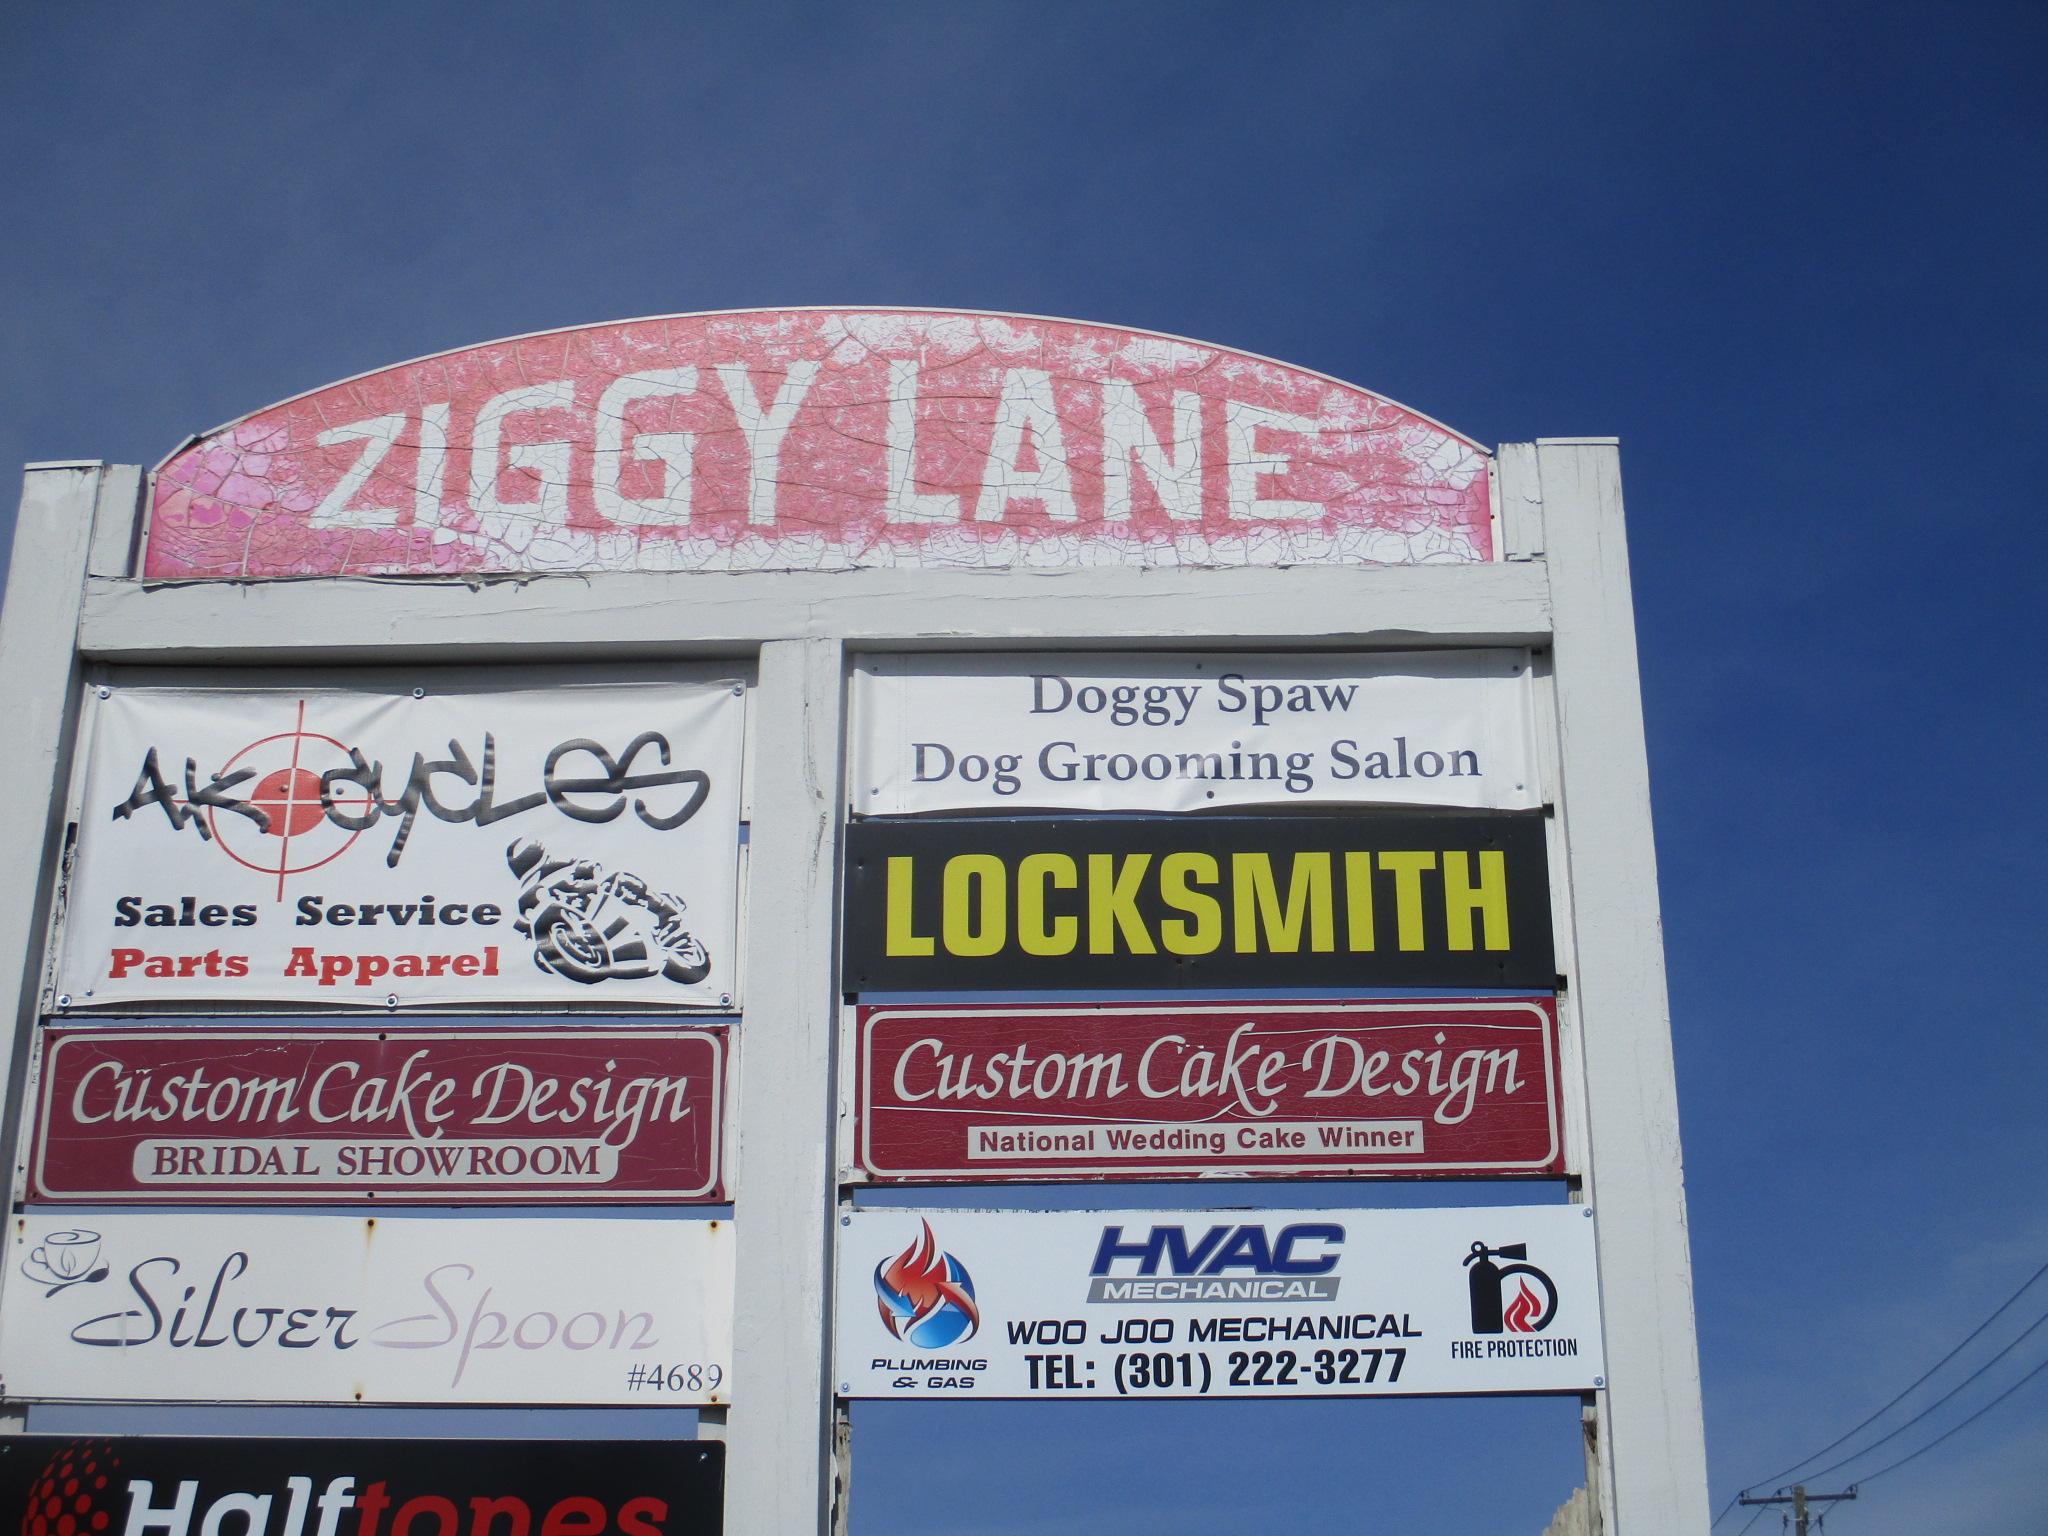 ZIGGY LANE
AK CYCLES
Sales Service
Parts Apparel
Custom Cake Design
BRIDAL SHOWROOM
Silver Spoon
#4689
Halftones
Doggy Spaw
Dog Grooming Salon
LOCKSMITH
Custom Cake Design
National Wedding Cake Winner
HVAC
MECHANICAL
WOO JOO MECHANICAL
TEL: (301) 222-3277
PLUMBING
& GAS
FIRE PROTECTION